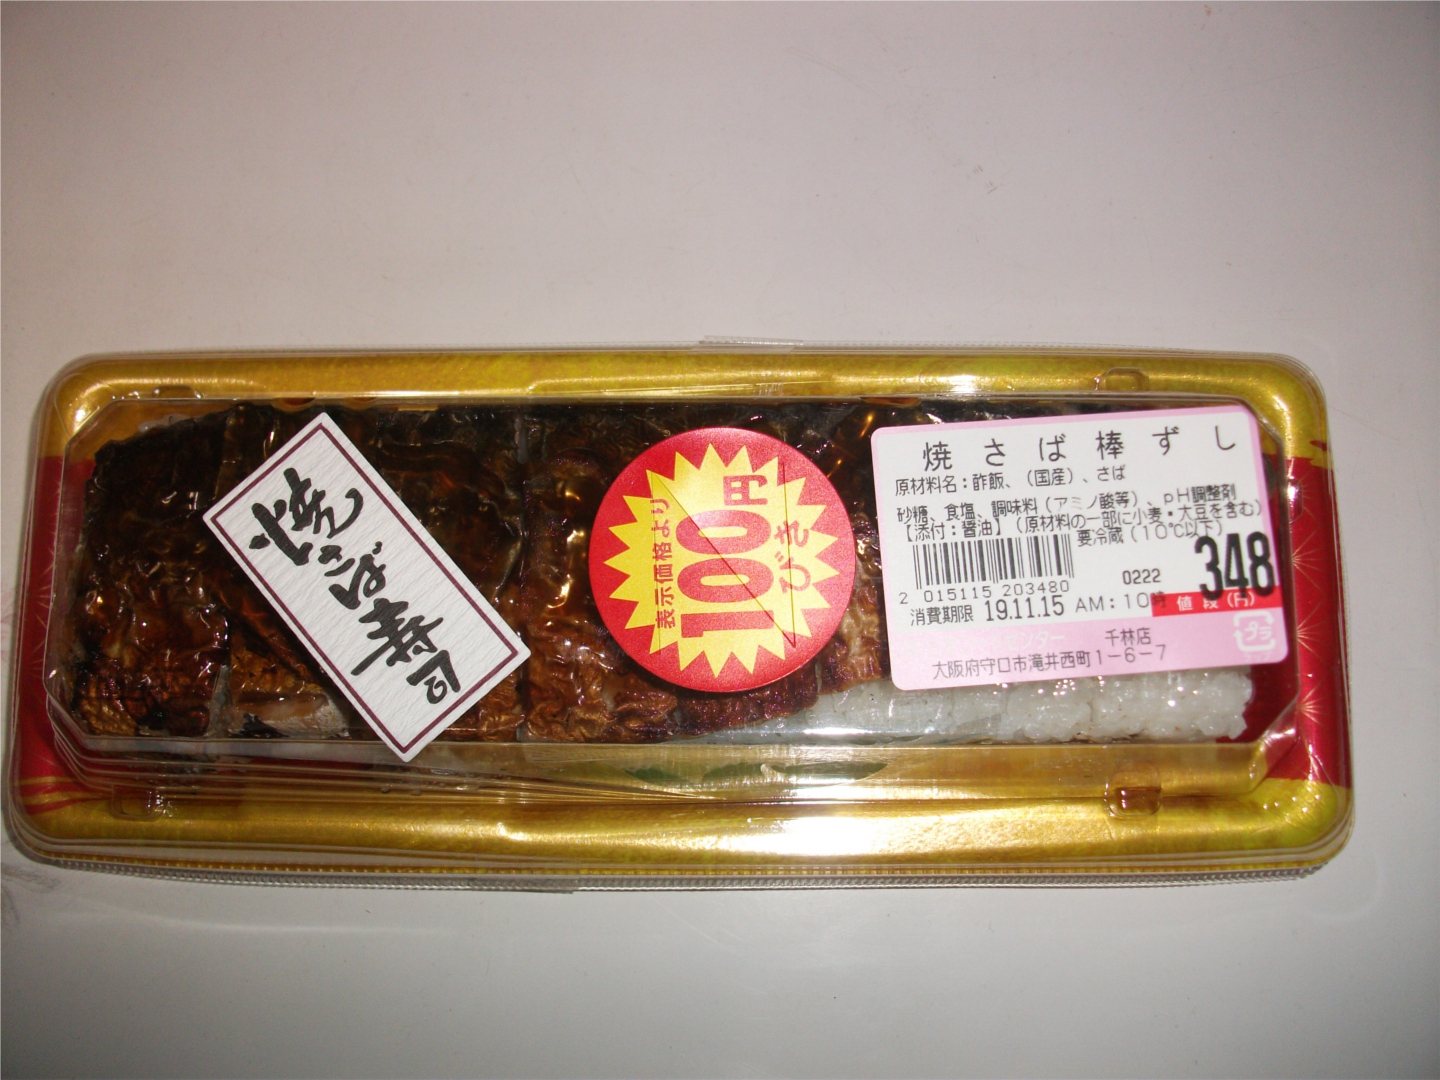 焼さば寿司
表示価格より
100円
びき
焼さば棒ずし
原材料名：酢飯、（国産）、さば
砂糖、食塩、調味料（アミノ酸等）、pH調整剤
【添付：醤油】（原材料の一部に小麦・大豆を含む）
要冷蔵（10℃以下）
348
2 015115 203480
0222
消費期限 19.11.15 AM：10時 値段（円）
千林店
大阪府守口市滝井西町1－6－7
プラ